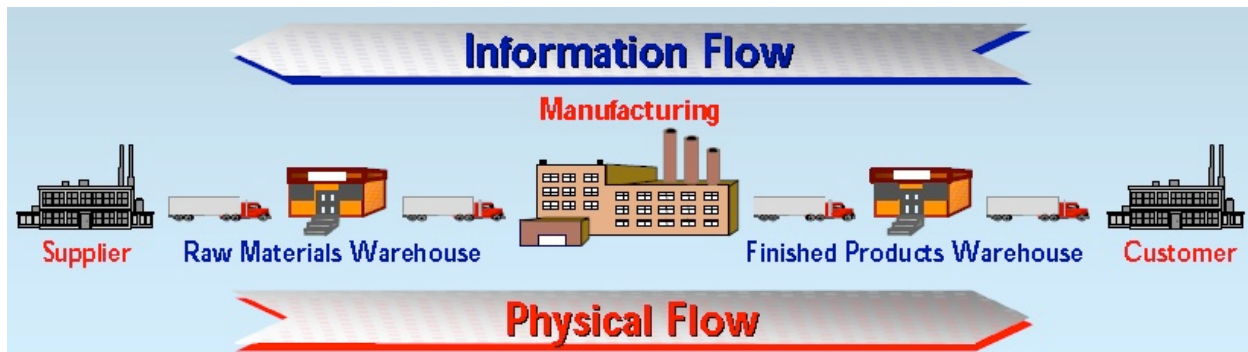 Information Flow
Manufacturing
Supplier
Raw Materials Warehouse
Finished Products Warehouse
Customer
Physical Flow